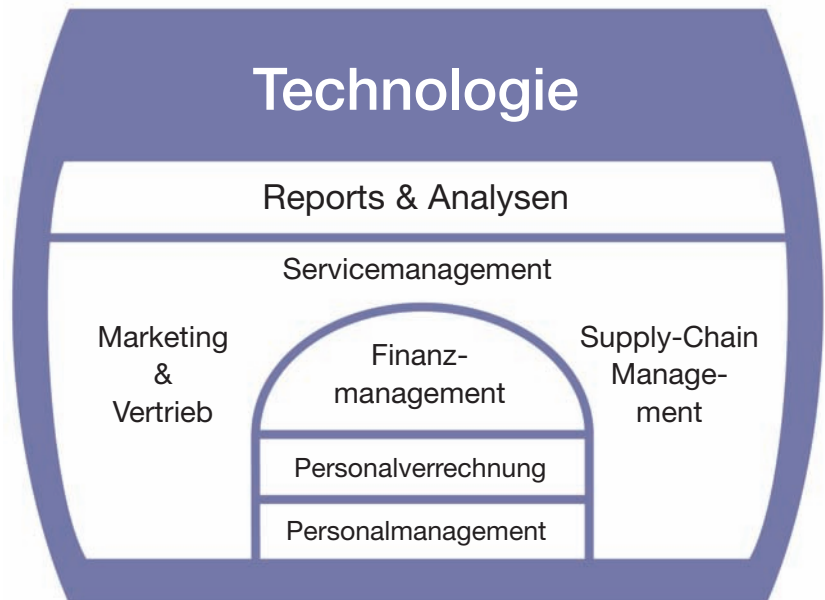 Technologie
Reports & Analysen
Servicemanagement
Marketing
&
Vertrieb
Finanz-
management
Supply-Chain
Manage-
ment
Personalverrechnung
Personalmanagement